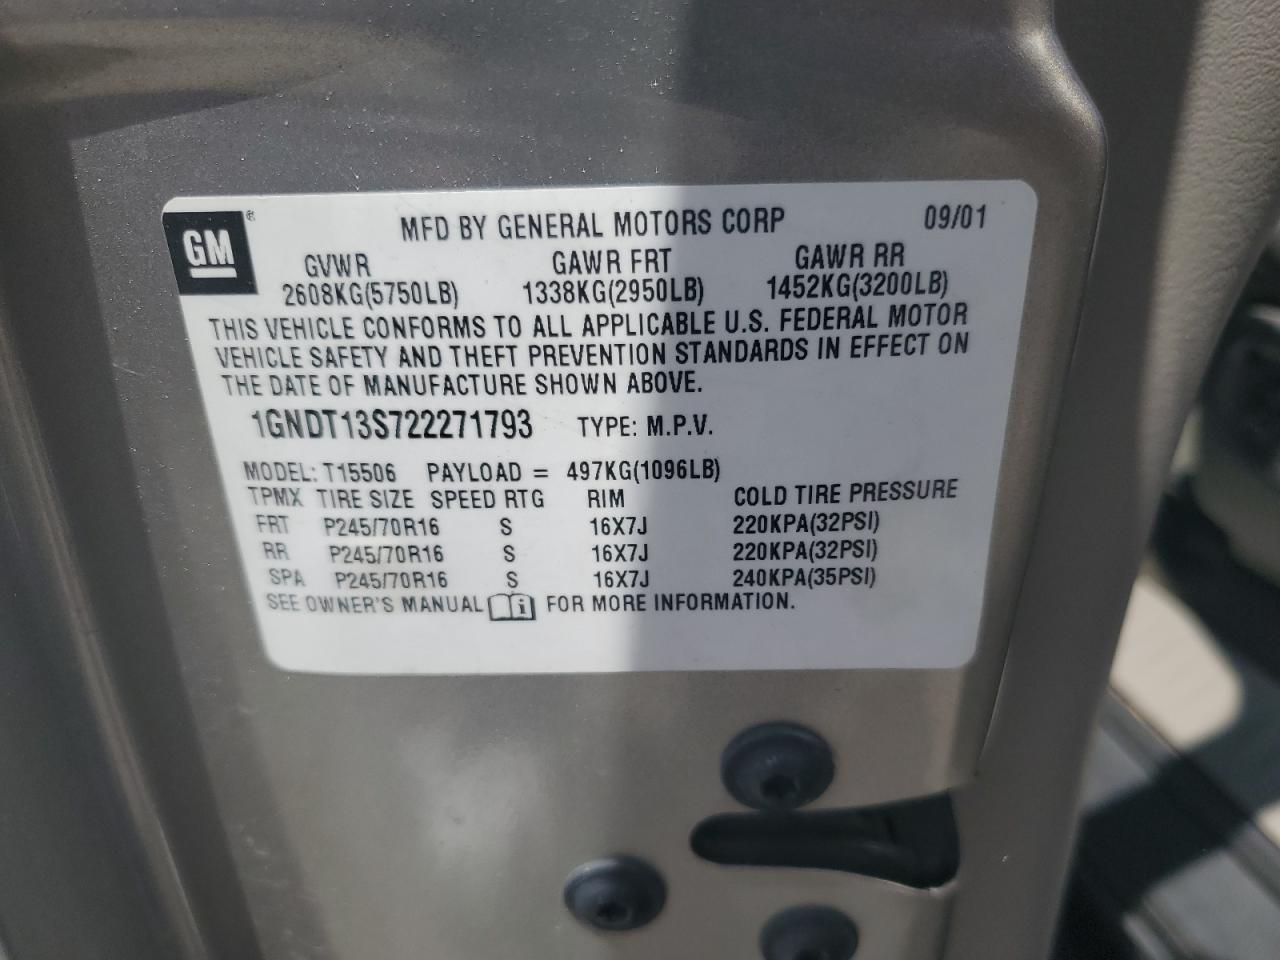 GM ® MFD BY GENERAL MOTORS CORP 09/01
GVWR GAWR FRT GAWR RR
2608KG(5750LB) 1338KG(2950LB) 1452KG(3200LB)
THIS VEHICLE CONFORMS TO ALL APPLICABLE U.S. FEDERAL MOTOR
VEHICLE SAFETY AND THEFT PREVENTION STANDARDS IN EFFECT ON
THE DATE OF MANUFACTURE SHOWN ABOVE.
1GNDT13S722271793 TYPE: M.P.V.
MODEL: T15506 PAYLOAD = 497KG(1096LB)
TPMX TIRE SIZE SPEED RTG RIM COLD TIRE PRESSURE
FRT P245/70R16 S 16X7J 220KPA(32PSI)
RR P245/70R16 S 16X7J 220KPA(32PSI)
SPA P245/70R16 S 16X7J 240KPA(35PSI)
SEE OWNER'S MANUAL i FOR MORE INFORMATION.